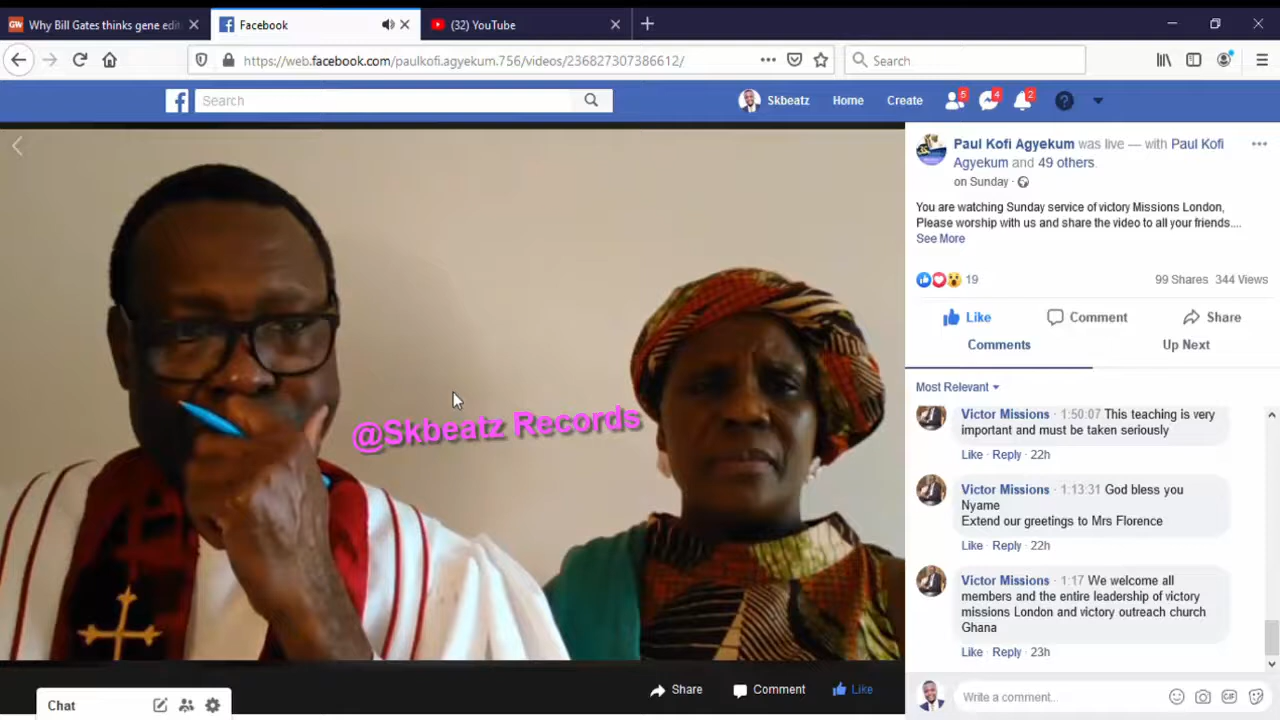 GW Why Bill Gates thinks gene edit
Facebook
(32) YouTube
https://web.facebook.com/paulkofi.agyekum.756/videos/236827307386612/
Search
Search
Skbeatz
Home
Create
5
4
2
Paul Kofi Agyekum was live — with Paul Kofi
Agyekum and 49 others.
on Sunday ·
You are watching Sunday service of victory Missions London,
Please worship with us and share the video to all your friends....
See More
19
99 Shares 344 Views
Like
Comment
Share
Comments
Up Next
Most Relevant
Victor Missions · 1:50:07 This teaching is very
important and must be taken seriously
Like · Reply · 22h
Victor Missions · 1:13:31 God bless you
Nyame
Extend our greetings to Mrs Florence
Like · Reply · 22h
Victor Missions · 1:17 We welcome all
members and the entire leadership of victory
missions London and victory outreach church
Ghana
Like · Reply · 23h
Write a comment...
GIF
@Skbeatz Records
Share
Comment
Like
Chat